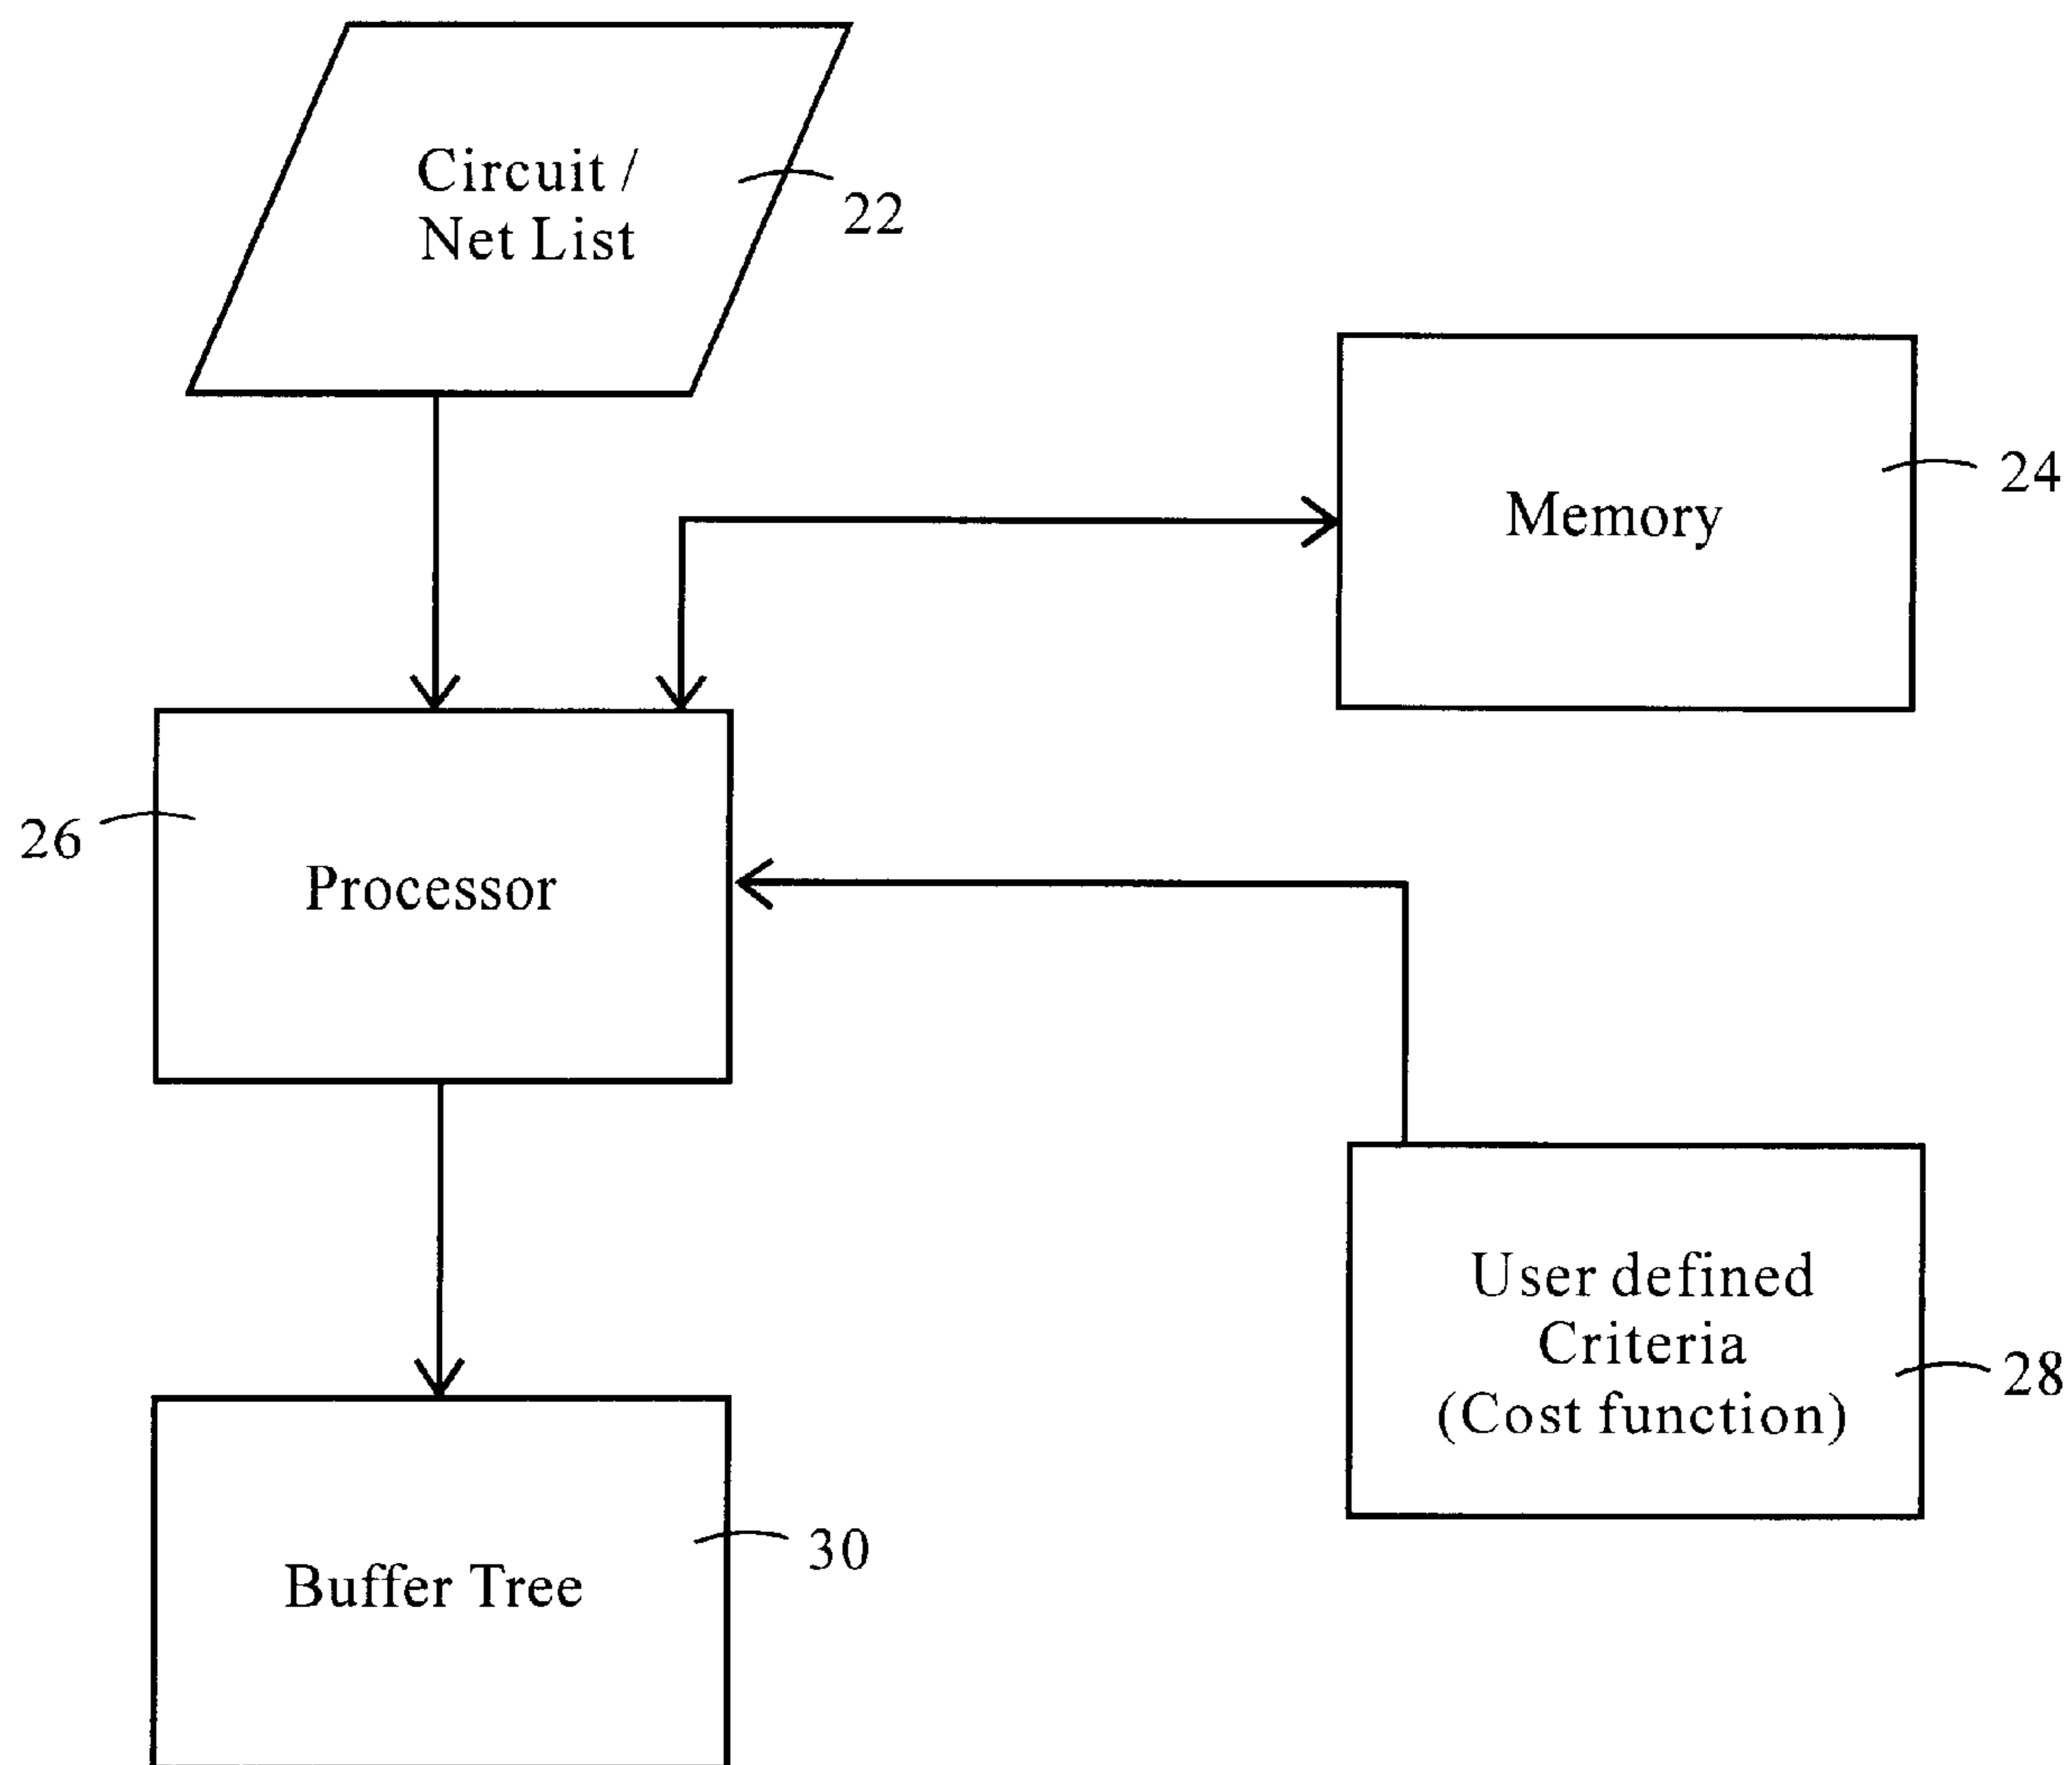 Circuit /
Net List
22
Memory
24
26
Processor
User defined
Criteria
(Cost function)
28
Buffer Tree
30